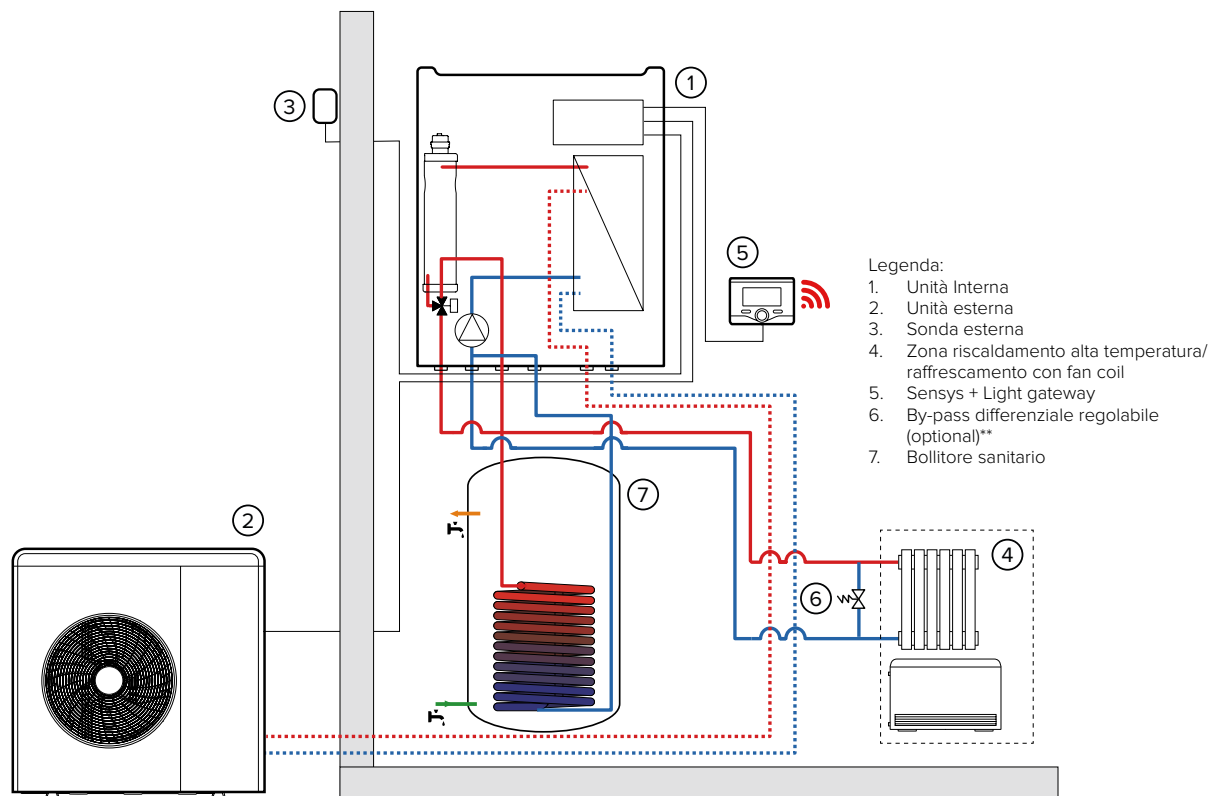 1
3
5
Legenda:
1. Unità Interna
2. Unità esterna
3. Sonda esterna
4. Zona riscaldamento alta temperatura/
raffrescamento con fan coil
5. Sensys + Light gateway
6. By-pass differenziale regolabile
(optional)**
7. Bollitore sanitario
7
2
4
6